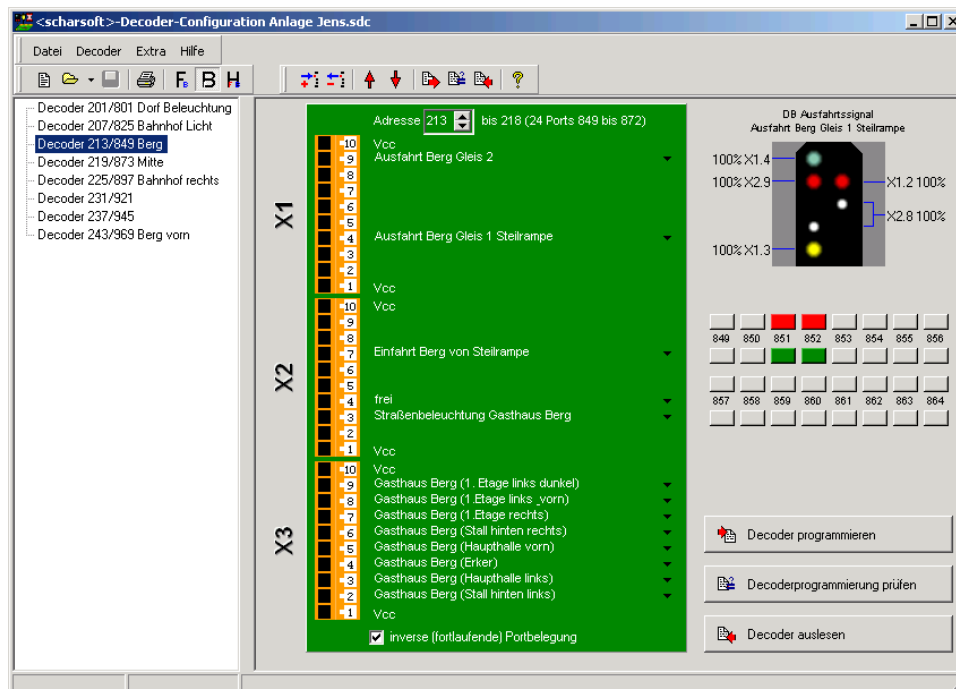 <scharsoft>-Decoder-Configuration Anlage Jens.sdc
Datei Decoder Extra Hilfe
F B B H
Decoder 201/801 Dorf Beleuchtung
Decoder 207/825 Bahnhof Licht
Decoder 213/849 Berg
Decoder 219/873 Mitte
Decoder 225/897 Bahnhof rechts
Decoder 231/921
Decoder 237/945
Decoder 243/969 Berg vorn
Adresse 213 bis 218 (24 Ports 849 bis 872)
X1
10 Vcc
9 Ausfahrt Berg Gleis 2
8
7
6
5
4 Ausfahrt Berg Gleis 1 Steilrampe
3
2
1 Vcc
X2
10 Vcc
9
8
7 Einfahrt Berg von Steilrampe
6
5
4 frei
3 Straßenbeleuchtung Gasthaus Berg
2
1 Vcc
X3
10 Vcc
9 Gasthaus Berg (1. Etage links dunkel)
8 Gasthaus Berg (1.Etage links_vorn)
7 Gasthaus Berg (1.Etage rechts)
6 Gasthaus Berg (Stall hinten rechts)
5 Gasthaus Berg (Haupthalle vorn)
4 Gasthaus Berg (Erker)
3 Gasthaus Berg (Haupthalle links)
2 Gasthaus Berg (Stall hinten links)
1 Vcc
inverse (fortlaufende) Portbelegung
DB Ausfahrtssignal
Ausfahrt Berg Gleis 1 Steilrampe
100% X1.4
100% X2.9 X1.2 100%
X2.8 100%
100% X1.3
849 850 851 852 853 854 855 856
857 858 859 860 861 862 863 864
Decoder programmieren
Decoderprogrammierung prüfen
Decoder auslesen